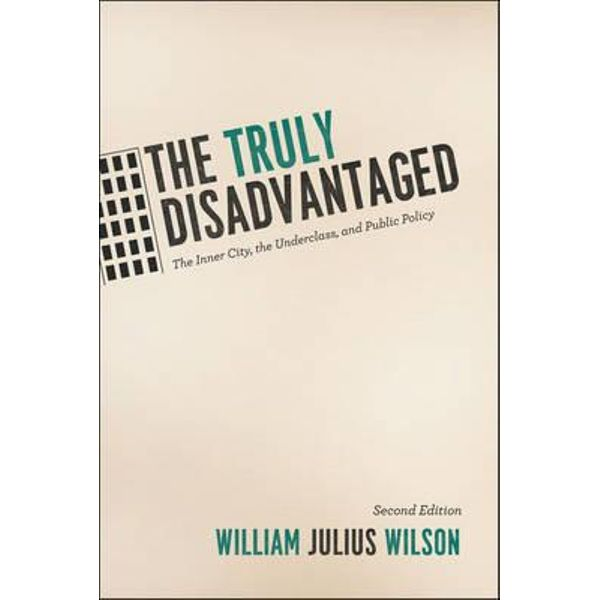 THE TRULY
DISADVANTAGED
The Inner City, the Underclass, and Public Policy
Second Edition
WILLIAM JULIUS WILSON